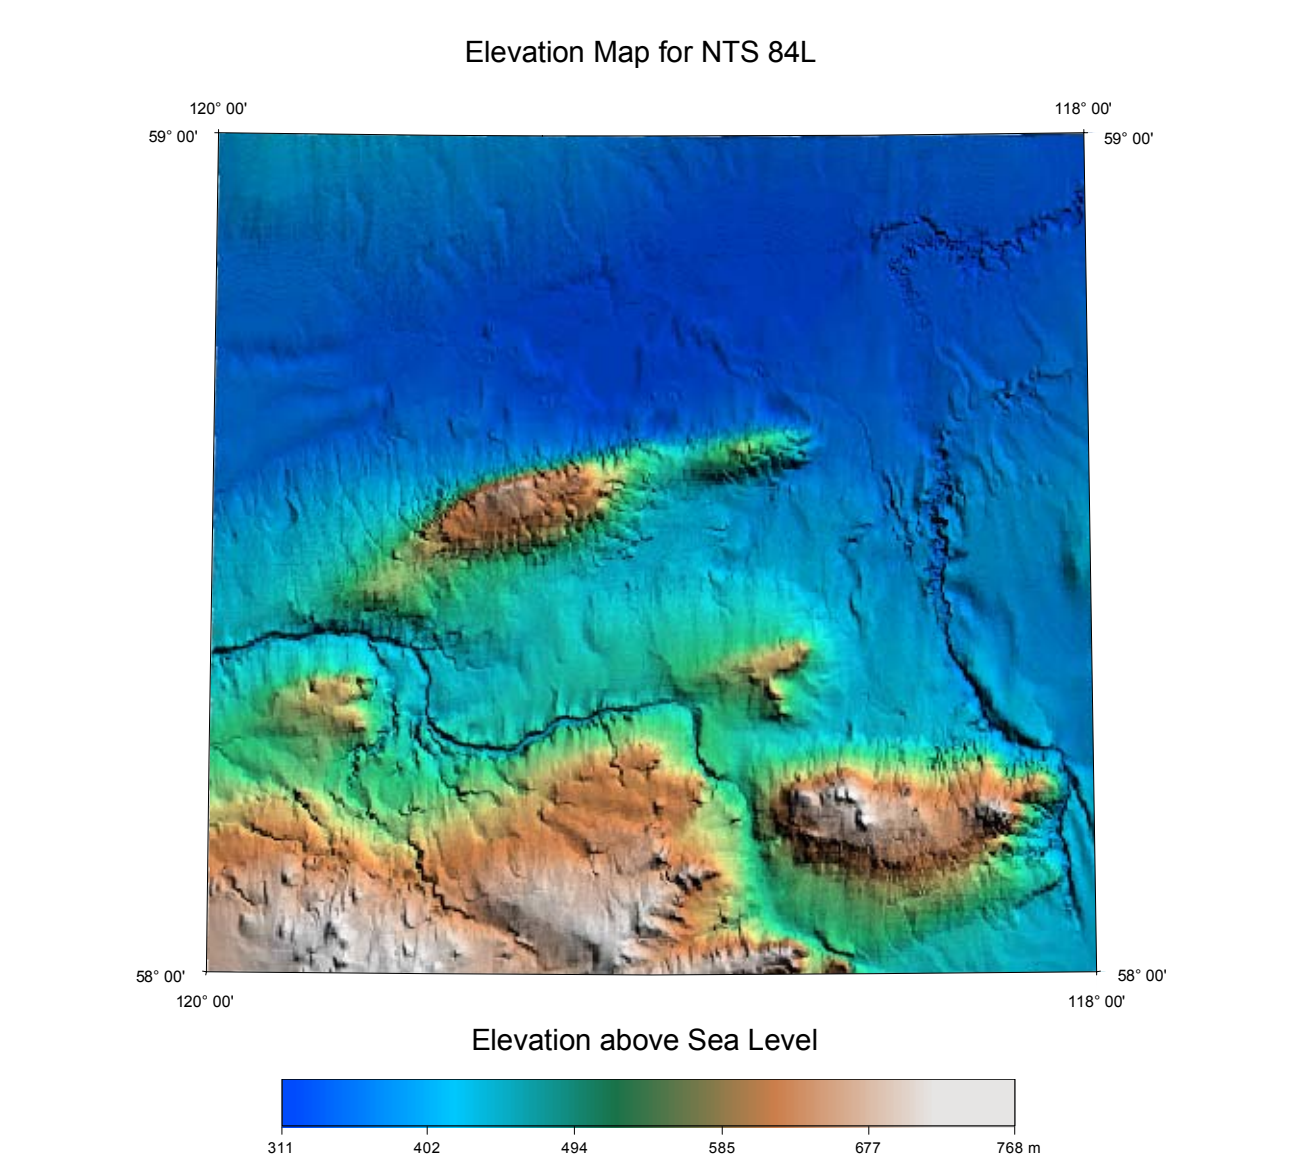 Elevation Map for NTS 84L
120° 00'
118° 00'
59° 00'
59° 00'
58° 00'
58° 00'
120° 00'
118° 00'
Elevation above Sea Level
311 402 494 585 677 768 m